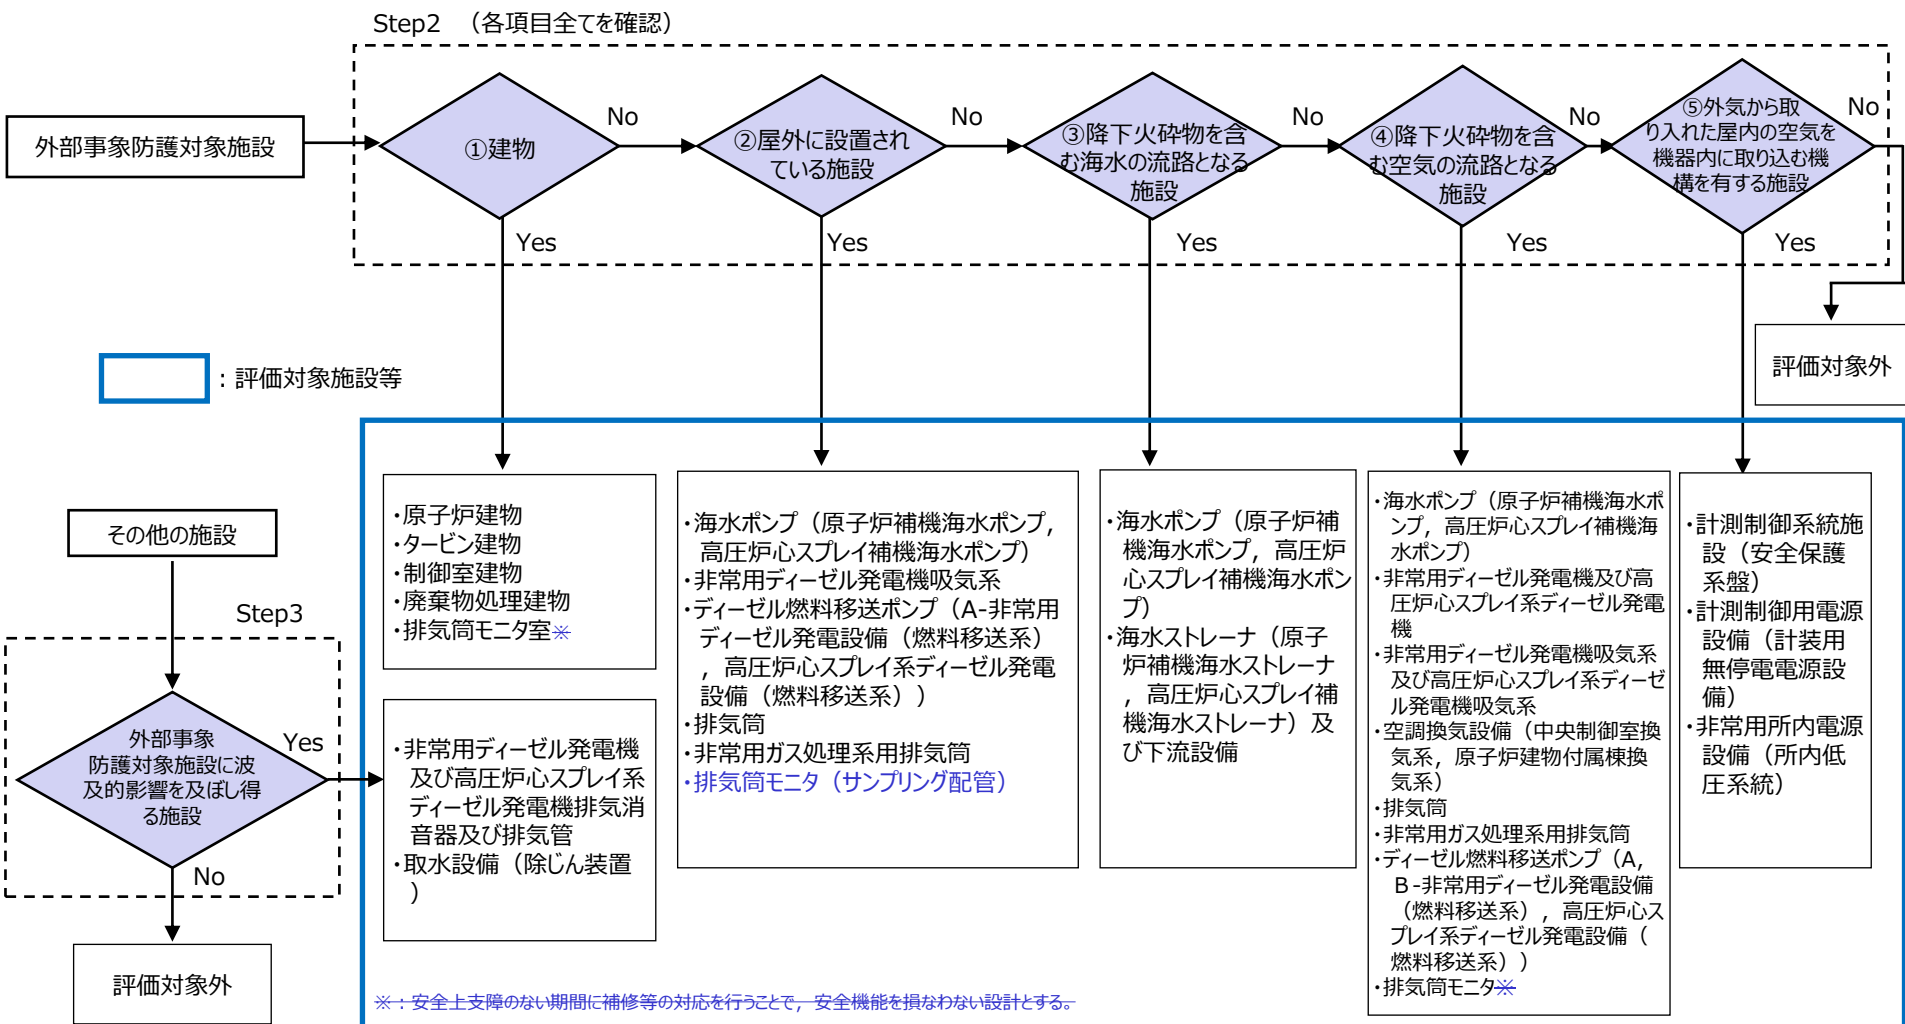 Step2　（各項目全てを確認）
外部事象防護対象施設
①建物
No
Yes
②屋外に設置され
ている施設
No
Yes
③降下火砕物を含
む海水の流路となる
施設
No
Yes
④降下火砕物を含
む空気の流路となる
施設
No
Yes
⑤外気から取
り入れた屋内の空気を
機器内に取り込む機
構を有する施設
No
Yes
評価対象外
：評価対象施設等
・原子炉建物
・タービン建物
・制御室建物
・廃棄物処理建物
・排気筒モニタ室※
・海水ポンプ（原子炉補機海水ポンプ，
高圧炉心スプレイ補機海水ポンプ）
・非常用ディーゼル発電機吸気系
・ディーゼル燃料移送ポンプ（A-非常用
ディーゼル発電設備（燃料移送系）
，高圧炉心スプレイ系ディーゼル発電
設備（燃料移送系））
・排気筒
・非常用ガス処理系用排気筒
・排気筒モニタ（サンプリング配管）
・海水ポンプ（原子炉補
機海水ポンプ，高圧炉
心スプレイ補機海水ポン
プ）
・海水ストレーナ（原子
炉補機海水ストレーナ
，高圧炉心スプレイ補
機海水ストレーナ）及
び下流設備
・海水ポンプ（原子炉補機海水ポ
ンプ，高圧炉心スプレイ補機海
水ポンプ）
・非常用ディーゼル発電機及び高
圧炉心スプレイ系ディーゼル発電
機
・非常用ディーゼル発電機吸気系
及び高圧炉心スプレイ系ディーゼ
ル発電機吸気系
・空調換気設備（中央制御室換
気系，原子炉建物付属棟換
気系）
・排気筒
・非常用ガス処理系用排気筒
・ディーゼル燃料移送ポンプ（A，
B-非常用ディーゼル発電設備
（燃料移送系），高圧炉心ス
プレイ系ディーゼル発電設備（
燃料移送系））
・排気筒モニタ※
・計測制御系統施
設（安全保護
系盤）
・計測制御用電源
設備（計装用
無停電電源設
備）
・非常用所内電源
設備（所内低
圧系統）
その他の施設
Step3
外部事象
防護対象施設に波
及的影響を及ぼし得
る施設
Yes
No
評価対象外
・非常用ディーゼル発電機
及び高圧炉心スプレイ系
ディーゼル発電機排気消
音器及び排気管
・取水設備（除じん装置
）
※：安全上支障のない期間に補修等の対応を行うことで，安全機能を損なわない設計とする。